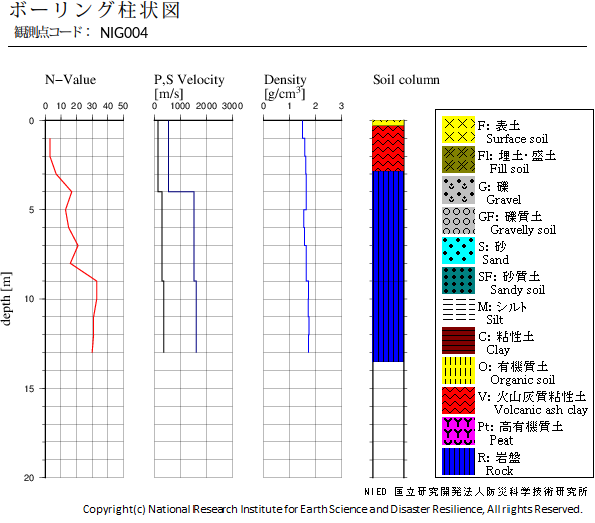 ボーリング柱状図
観測点コード： NIG004
N-Value
0 10 20 30 40 50
P,S Velocity
[m/s]
0 1000 2000 3000
Density
[g/cm³]
0 1 2 3
Soil column
depth [m]
0
5
10
15
20
F: 表土
Surface soil
Fl: 埋土・盛土
Fill soil
G: 礫
Gravel
GF: 礫質土
Gravelly soil
S: 砂
Sand
SF: 砂質土
Sandy soil
M: シルト
Silt
C: 粘性土
Clay
O: 有機質土
Organic soil
V: 火山灰質粘性土
Volcanic ash clay
Pt: 高有機質土
Peat
R: 岩盤
Rock
NIED 国立研究開発法人防災科学技術研究所
Copyright(c) National Research Institute for Earth Science and Disaster Resilience, All rights Reserved.